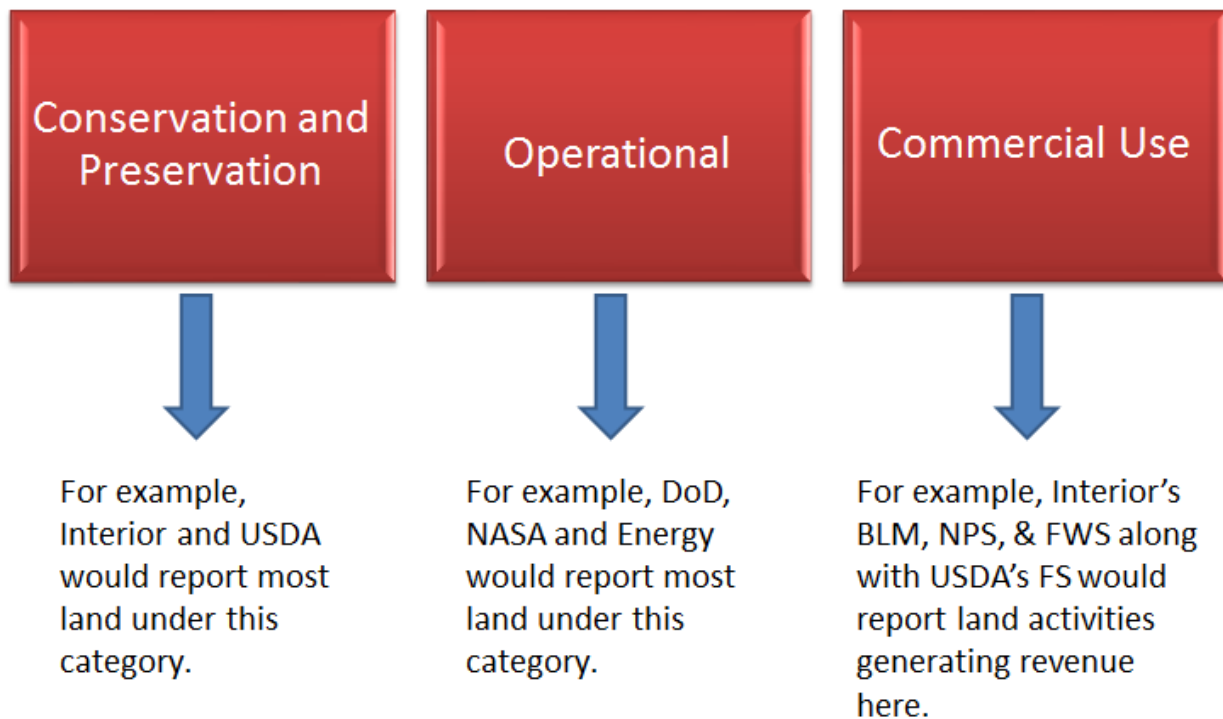 Conservation and
Preservation
Operational
Commercial Use
For example,
Interior and USDA
would report most
land under this
category.
For example, DoD,
NASA and Energy
would report most
land under this
category.
For example, Interior’s
BLM, NPS, & FWS along
with USDA’s FS would
report land activities
generating revenue
here.